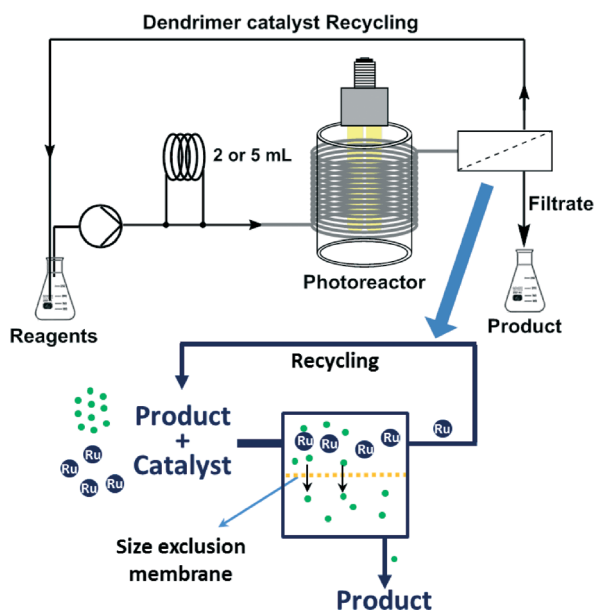 Dendrimer catalyst Recycling
2 or 5 mL
Filtrate
Photoreactor
Reagents
Product
Recycling
Product
+
Catalyst
Ru
Ru
Ru
Ru
Ru
Ru
Ru
Ru
Ru
Size exclusion
membrane
Product